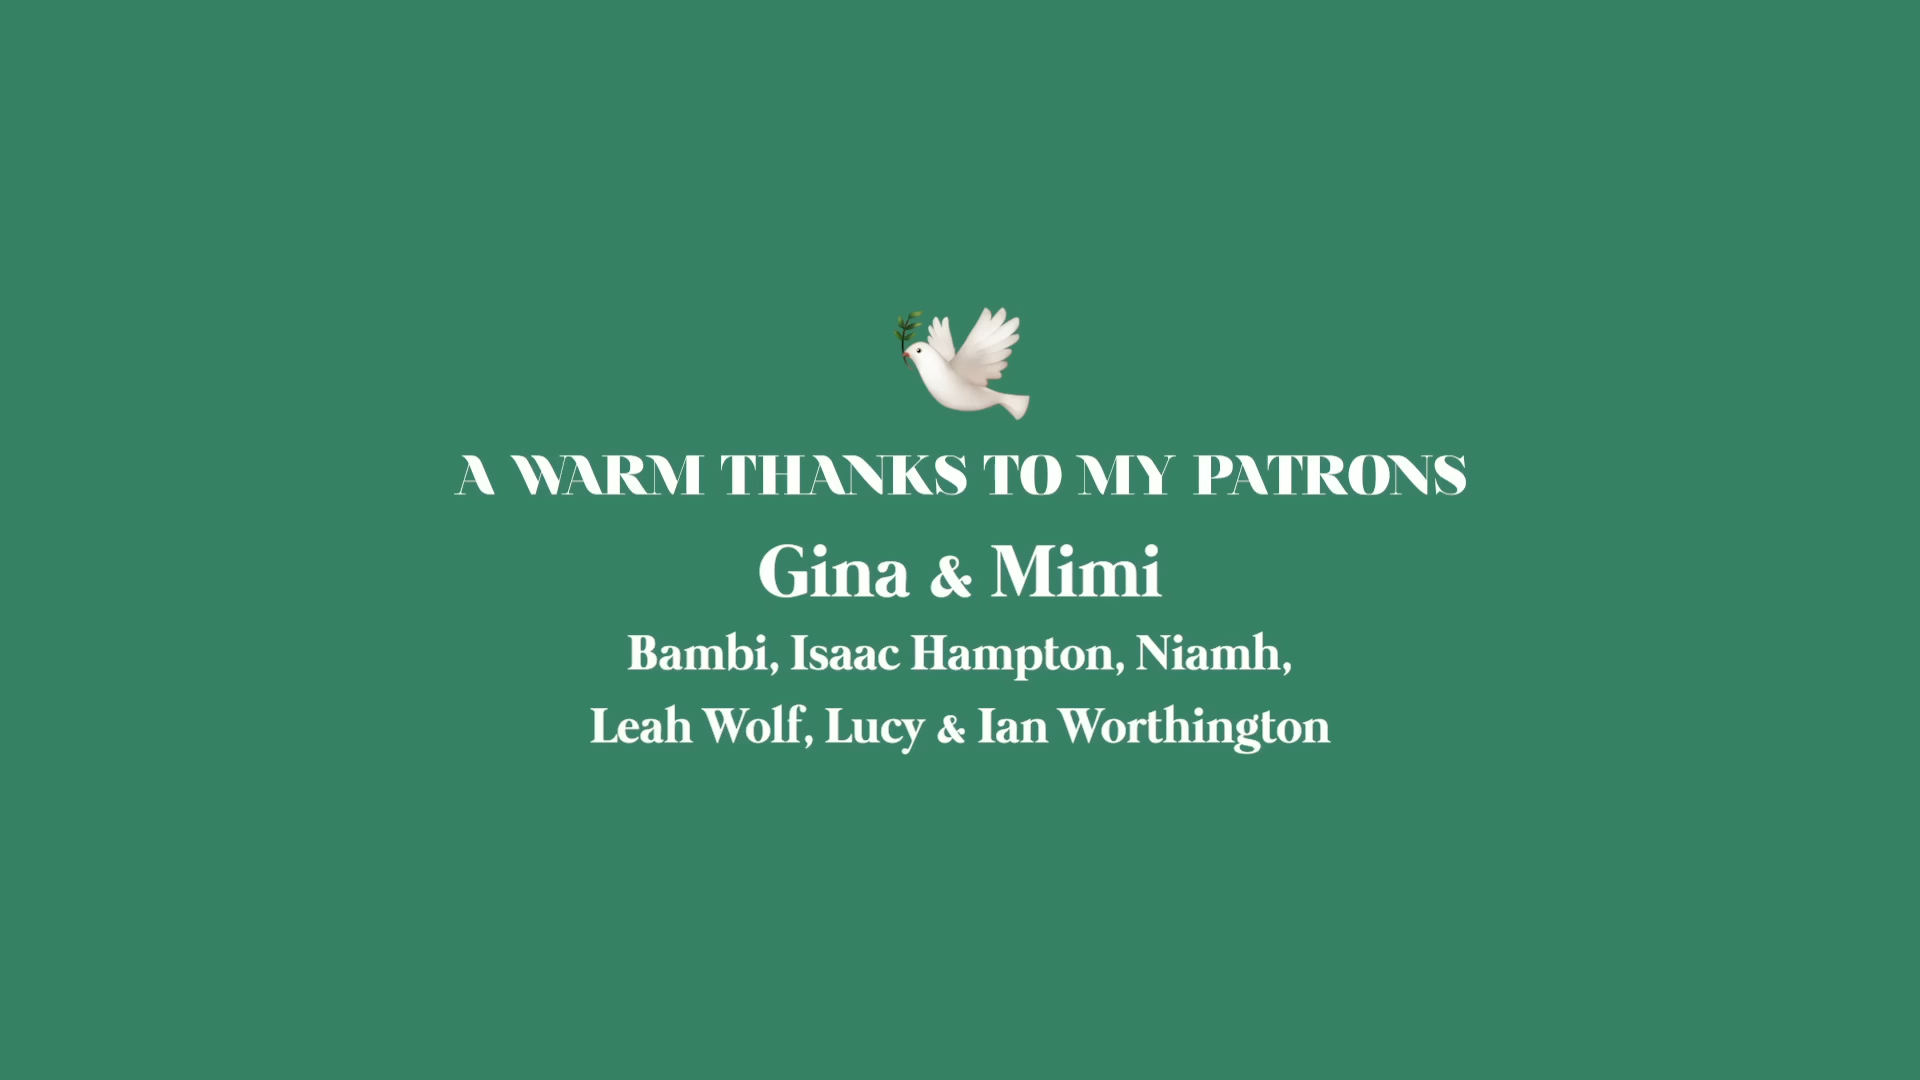 A WARM THANKS TO MY PATRONS
Gina & Mimi
Bambi, Isaac Hampton, Niamh,
Leah Wolf, Lucy & Ian Worthington